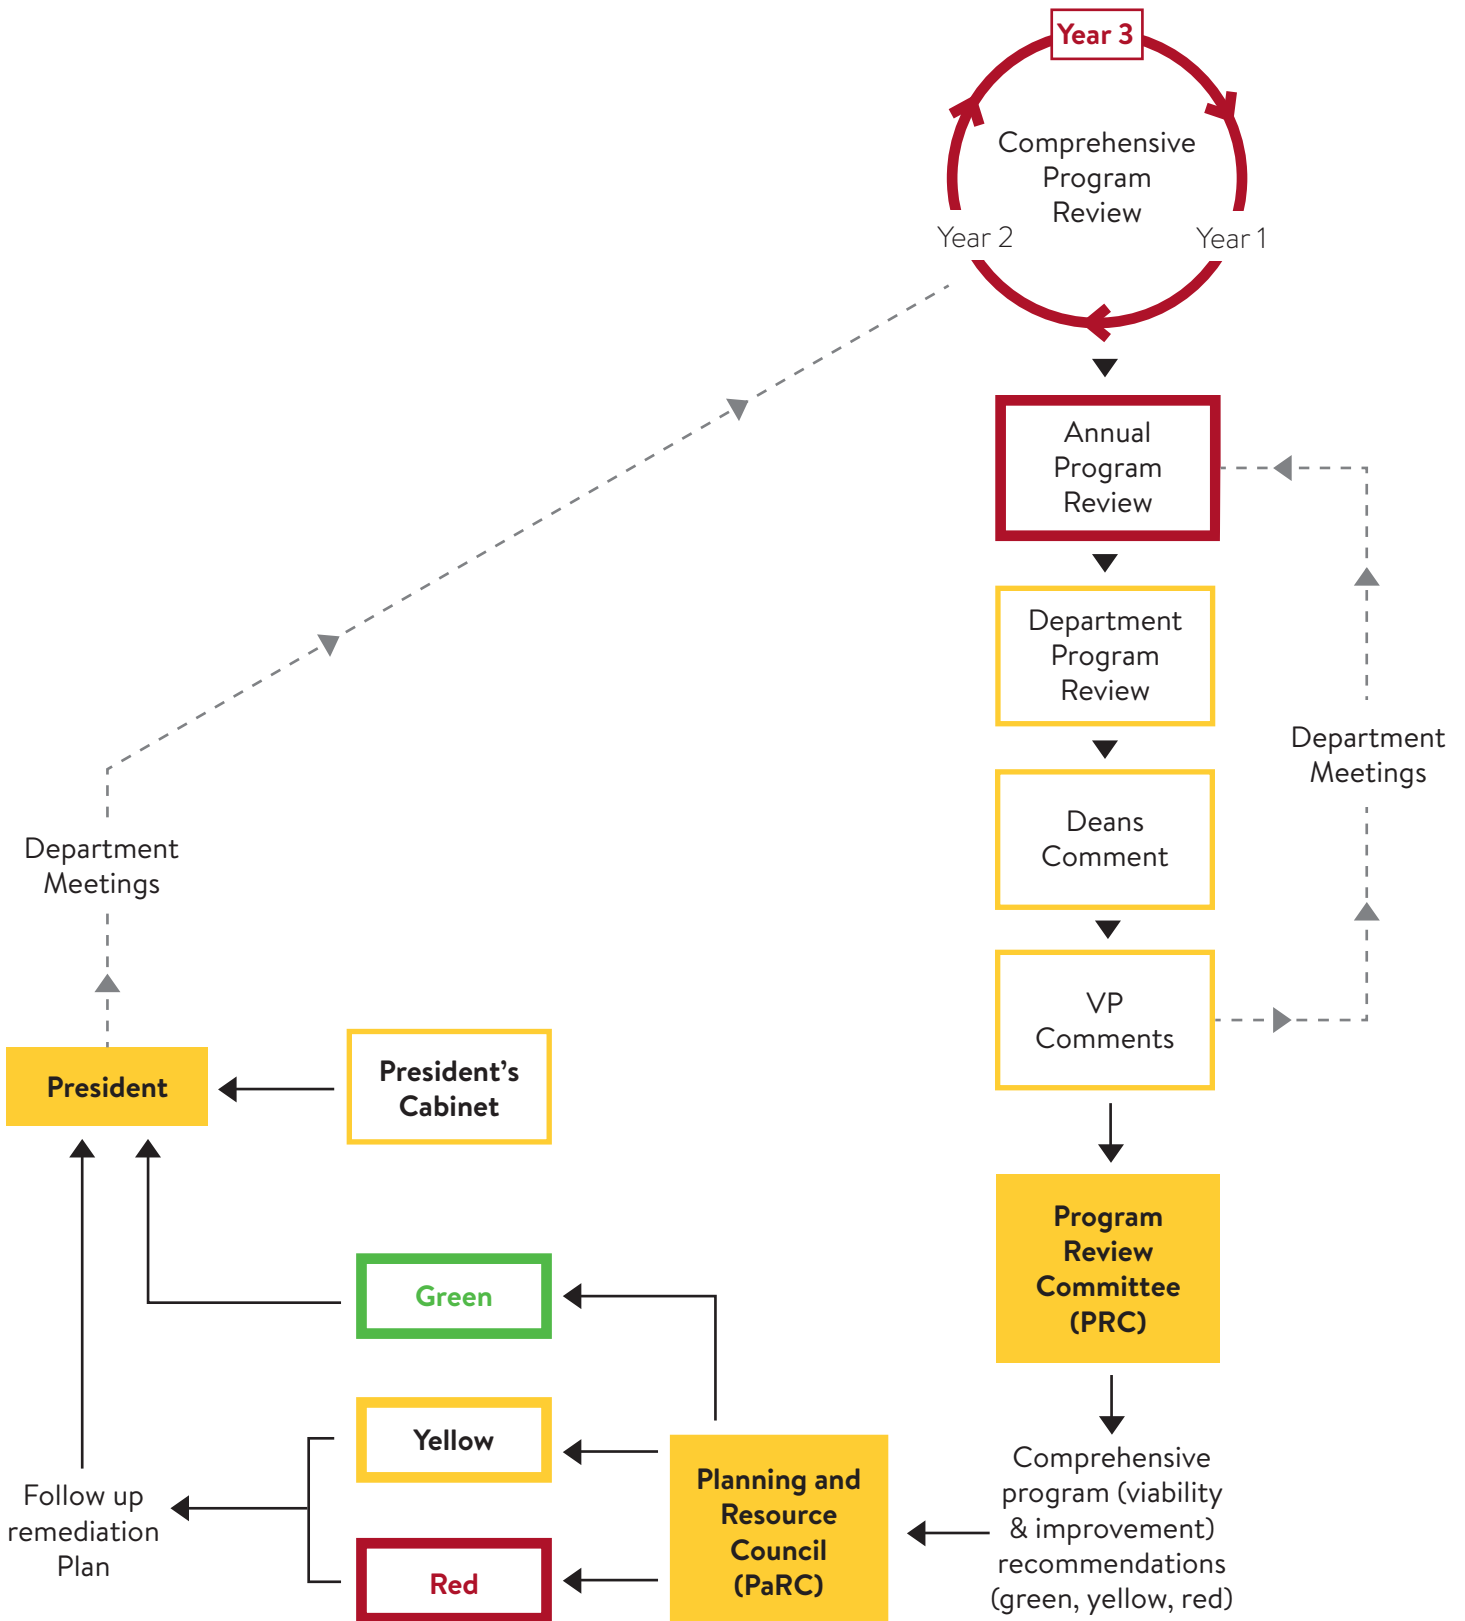 Year 3
Comprehensive
Program
Review
Year 2
Year 1
Annual
Program
Review
Department
Program
Review
Department
Meetings
Deans
Comment
Department
Meetings
VP
Comments
President
President's
Cabinet
Program
Review
Committee
(PRC)
Green
Yellow
Red
Follow up
remediation
Plan
Planning and
Resource
Council
(PaRC)
Comprehensive
program (viability
& improvement)
recommendations
(green, yellow, red)